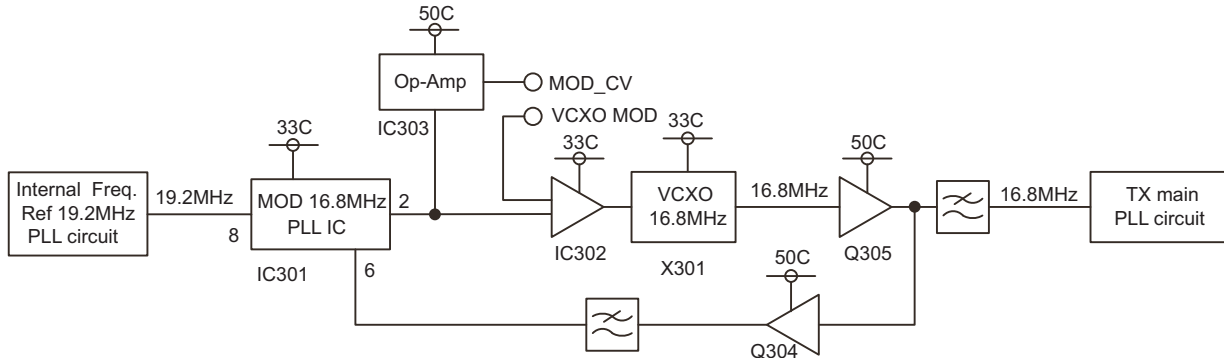 50C
Op-Amp
IC303
MOD_CV
VCXO MOD
33C
33C
33C
50C
Internal Freq.
Ref 19.2MHz
PLL circuit
19.2MHz
8
MOD 16.8MHz
PLL IC
2
6
IC301
IC302
VCXO
16.8MHz
X301
16.8MHz
Q305
16.8MHz
TX main
PLL circuit
50C
Q304